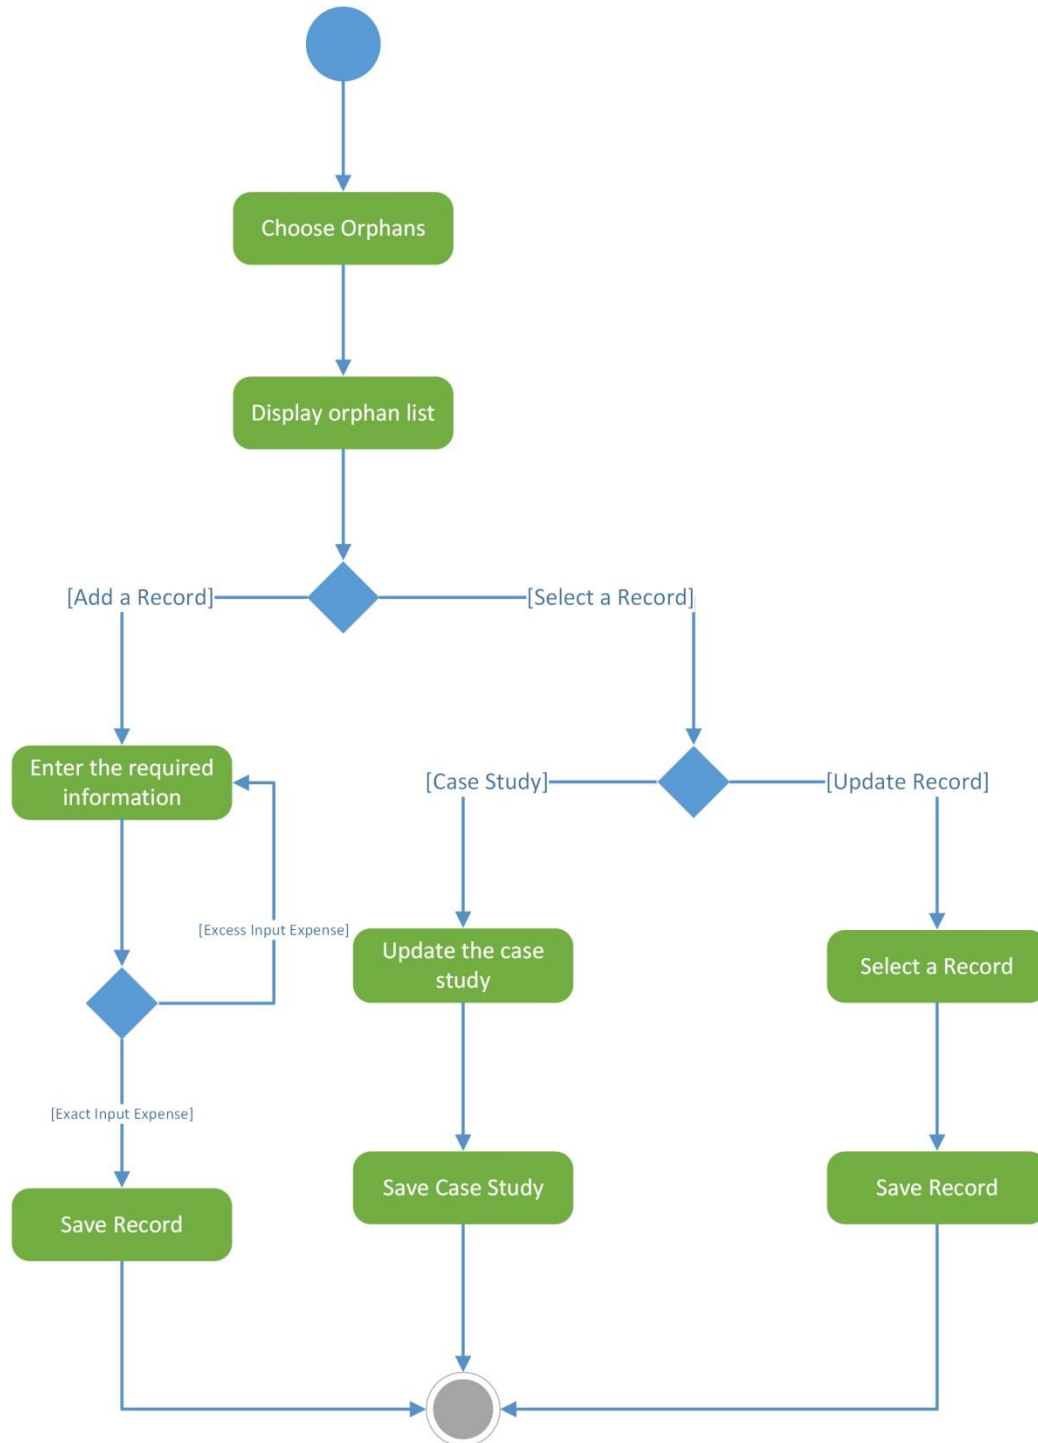 Choose Orphans
Display orphan list
[Add a Record]
[Select a Record]
Enter the required
information
[Case Study]
[Update Record]
[Excess Input Expense]
Update the case
study
Select a Record
[Exact Input Expense]
Save Case Study
Save Record
Save Record